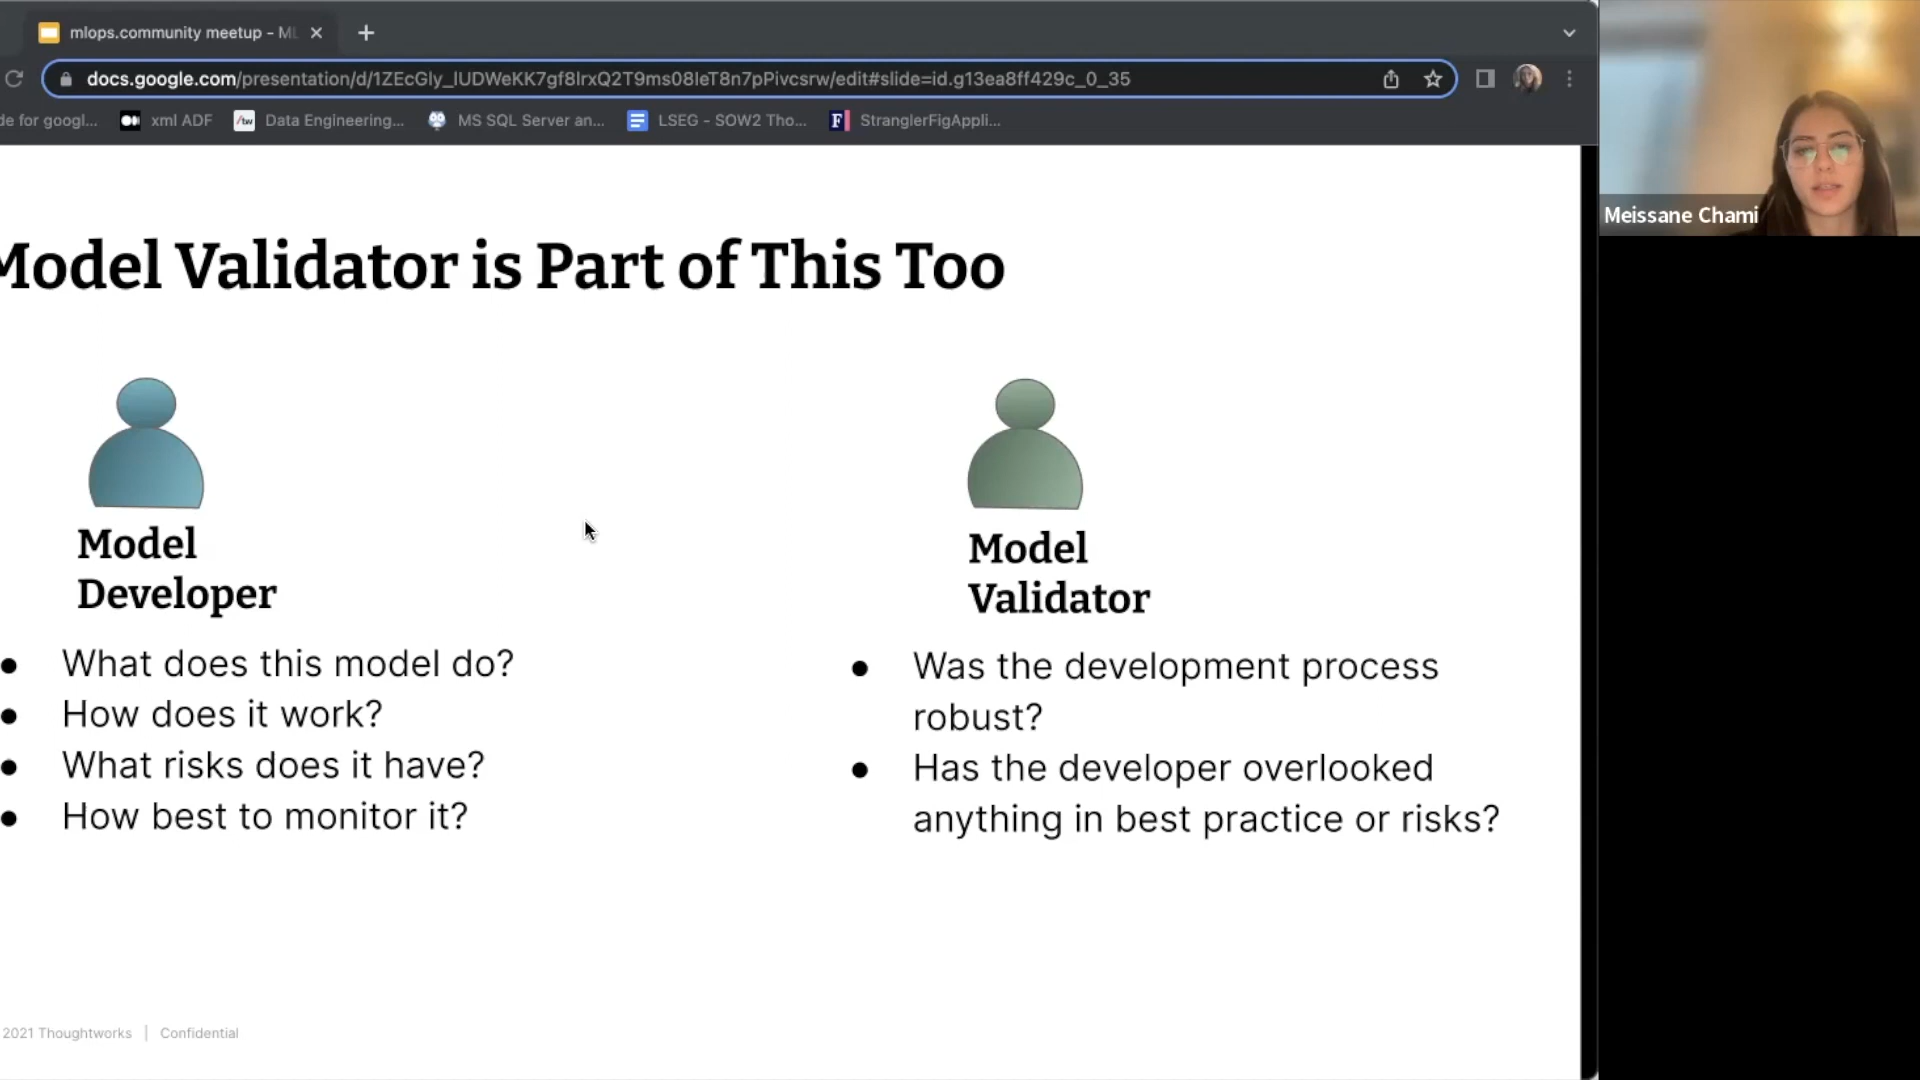 mlops.community meetup - ML
docs.google.com/presentation/d/1ZEcGly_IUDWeKK7gf8lrxQ2T9ms08leT8n7pPivcsrw/edit#slide=id.g13ea8ff429c_0_35
de for googl... xml ADF /tw Data Engineering... MS SQL Server an... LSEG - SOW2 Tho... F StranglerFigAppli...
Meissane Chami
Model Validator is Part of This Too
Model
Developer
• What does this model do?
• How does it work?
• What risks does it have?
• How best to monitor it?
Model
Validator
• Was the development process
robust?
• Has the developer overlooked
anything in best practice or risks?
2021 Thoughtworks | Confidential